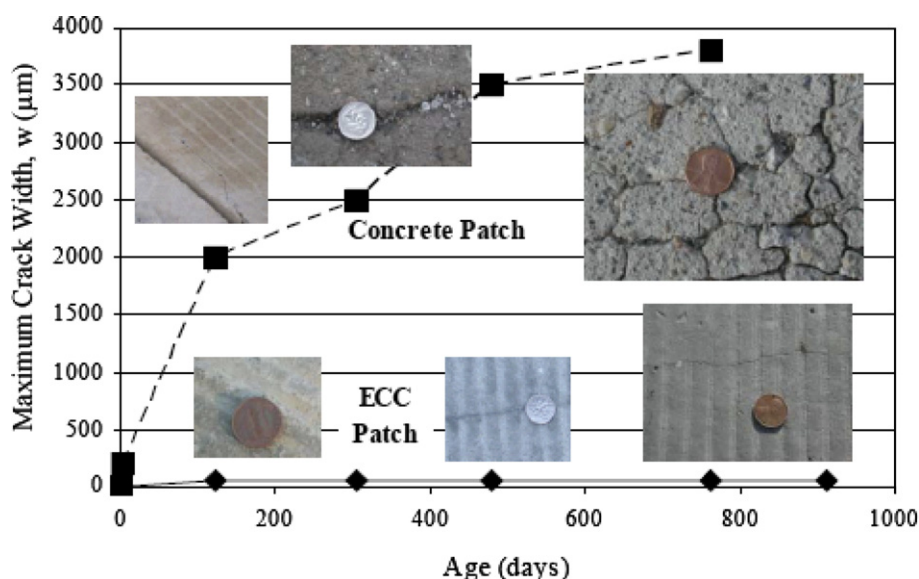 4000
3500
3000
2500
2000
1500
1000
500
0
Maximum Crack Width, w (µm)
Concrete Patch
ECC
Patch
0 200 400 600 800 1000
Age (days)